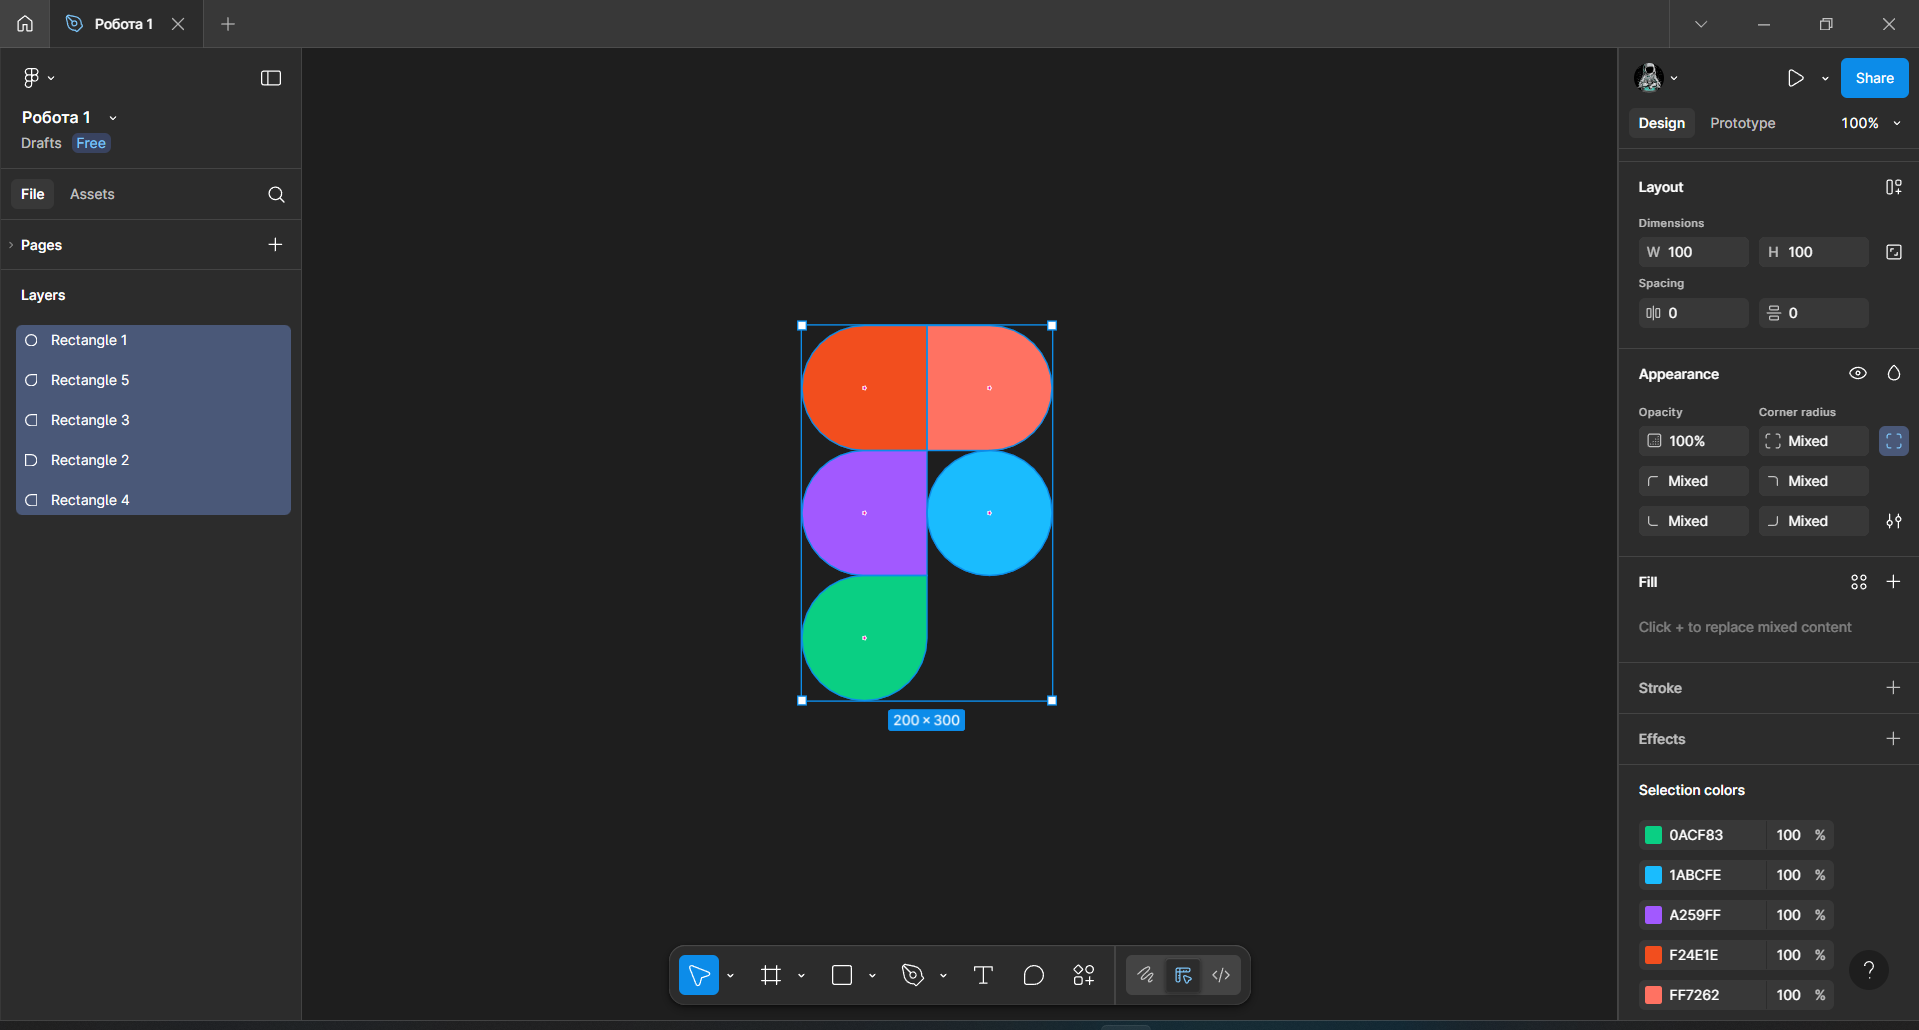 Робота 1
Робота 1
Drafts Free
File Assets
Pages
Layers
Rectangle 1
Rectangle 5
Rectangle 3
Rectangle 2
Rectangle 4
200 × 300
Share
Design Prototype 100%
Layout
Dimensions
W 100 H 100
Spacing
0 0
Appearance
Opacity Corner radius
100% Mixed
Mixed Mixed
Mixed Mixed
Fill
Click + to replace mixed content
Stroke
Effects
Selection colors
0ACF83 100 %
1ABCFE 100 %
A259FF 100 %
F24E1E 100 %
FF7262 100 %
?